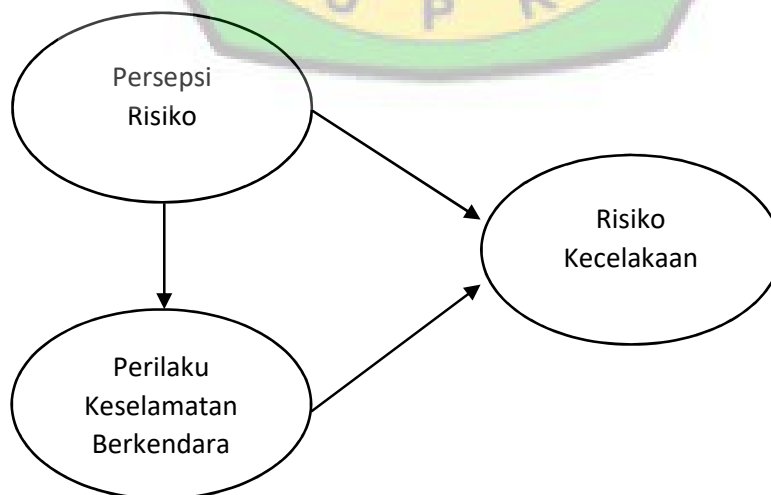 U P R
Persepsi
Risiko
Risiko
Kecelakaan
Perilaku
Keselamatan
Berkendara